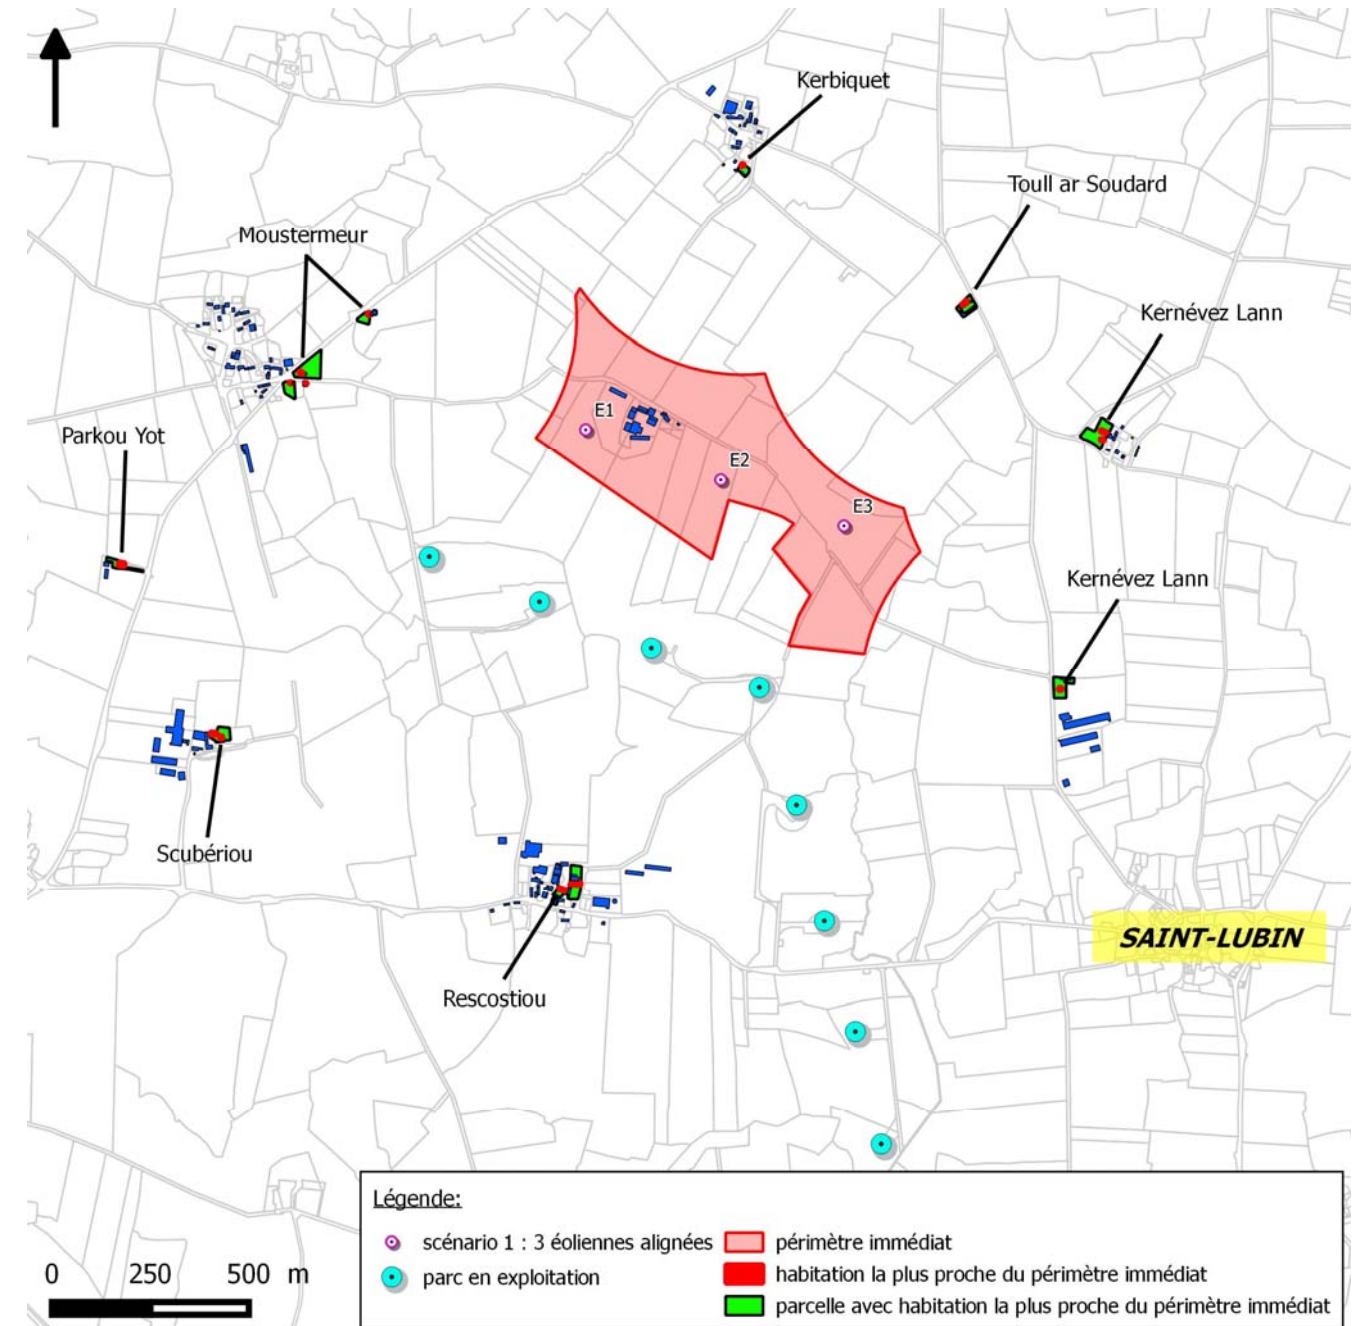 Kerbiquet
Toull ar Soudard
Moustermeur
Kernévez Lann
E1
Parkou Yot
E2
E3
Kernévez Lann
Scubériou
SAINT-LUBIN
Rescostiou
Légende:
scénario 1 : 3 éoliennes alignées
périmètre immédiat
habitation la plus proche du périmètre immédiat
parc en exploitation
parcelle avec habitation la plus proche du périmètre immédiat
0 250 500 m